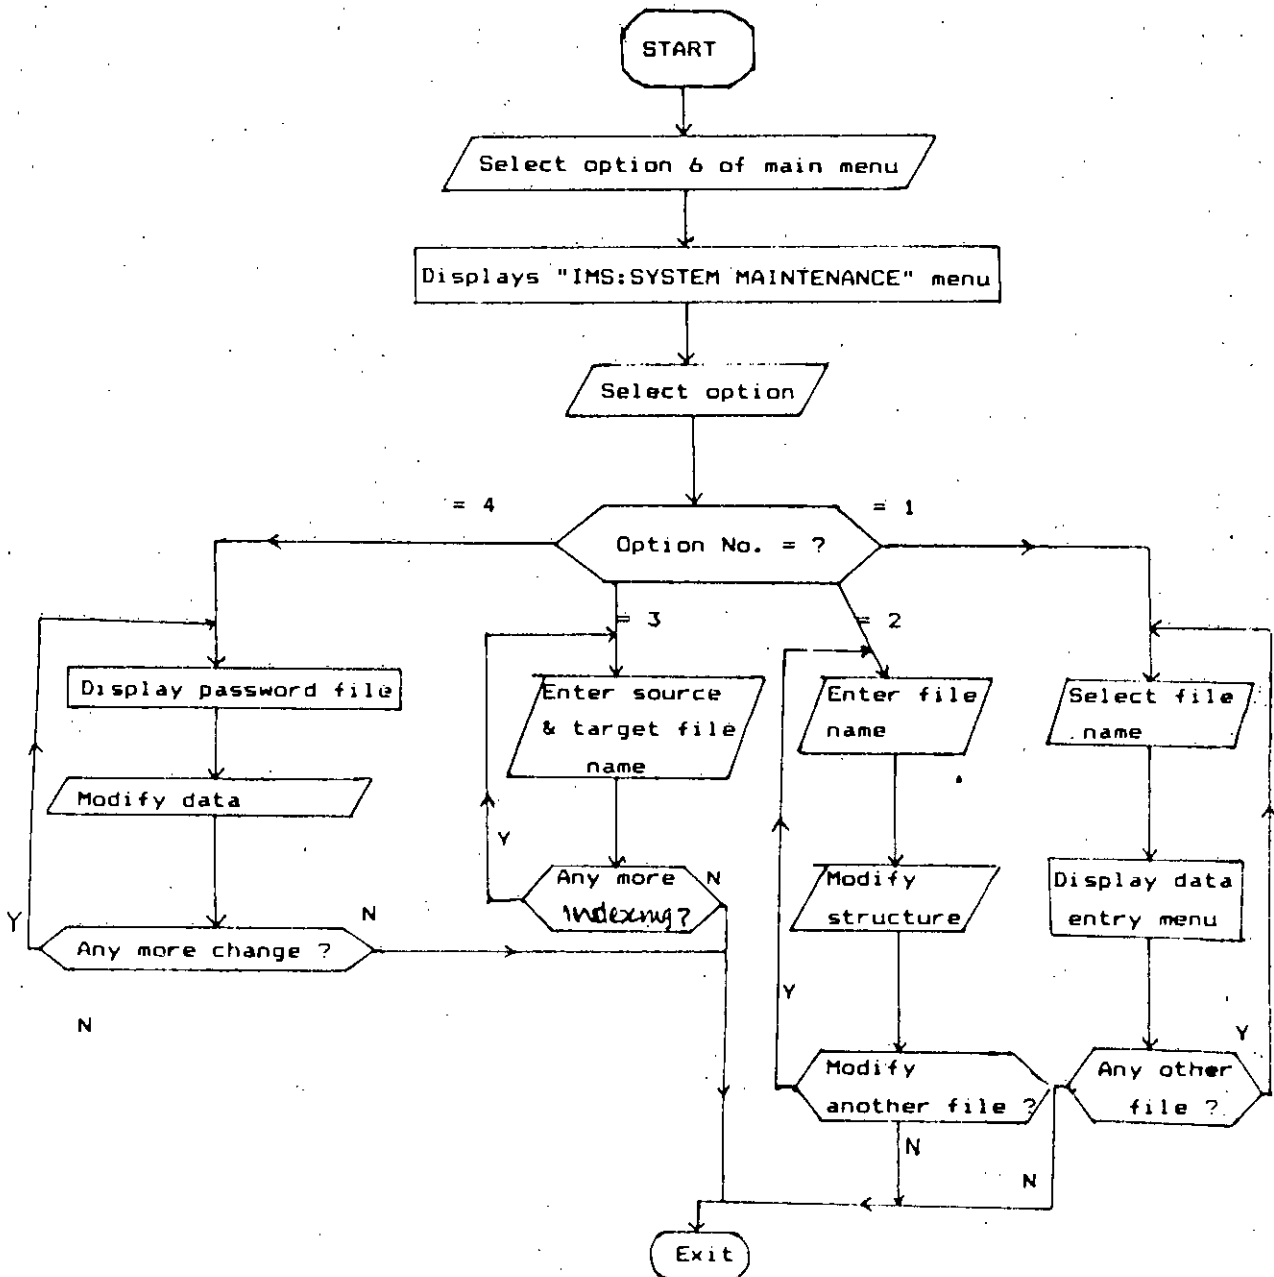 START
Select option 6 of main menu
Displays "IMS:SYSTEM MAINTENANCE" menu
Select option
= 4
= 1
Option No. = ?
= 3
= 2
Display password file
Enter source
& target file
name
Enter file
name
Select file
name
Modify data
Y
Any more
indexing?
N
Modify
structure
Display data
entry menu
Y
N
Any more change ?
N
Y
Y
Modify
another file ?
Any other
file ?
N
N
Exit